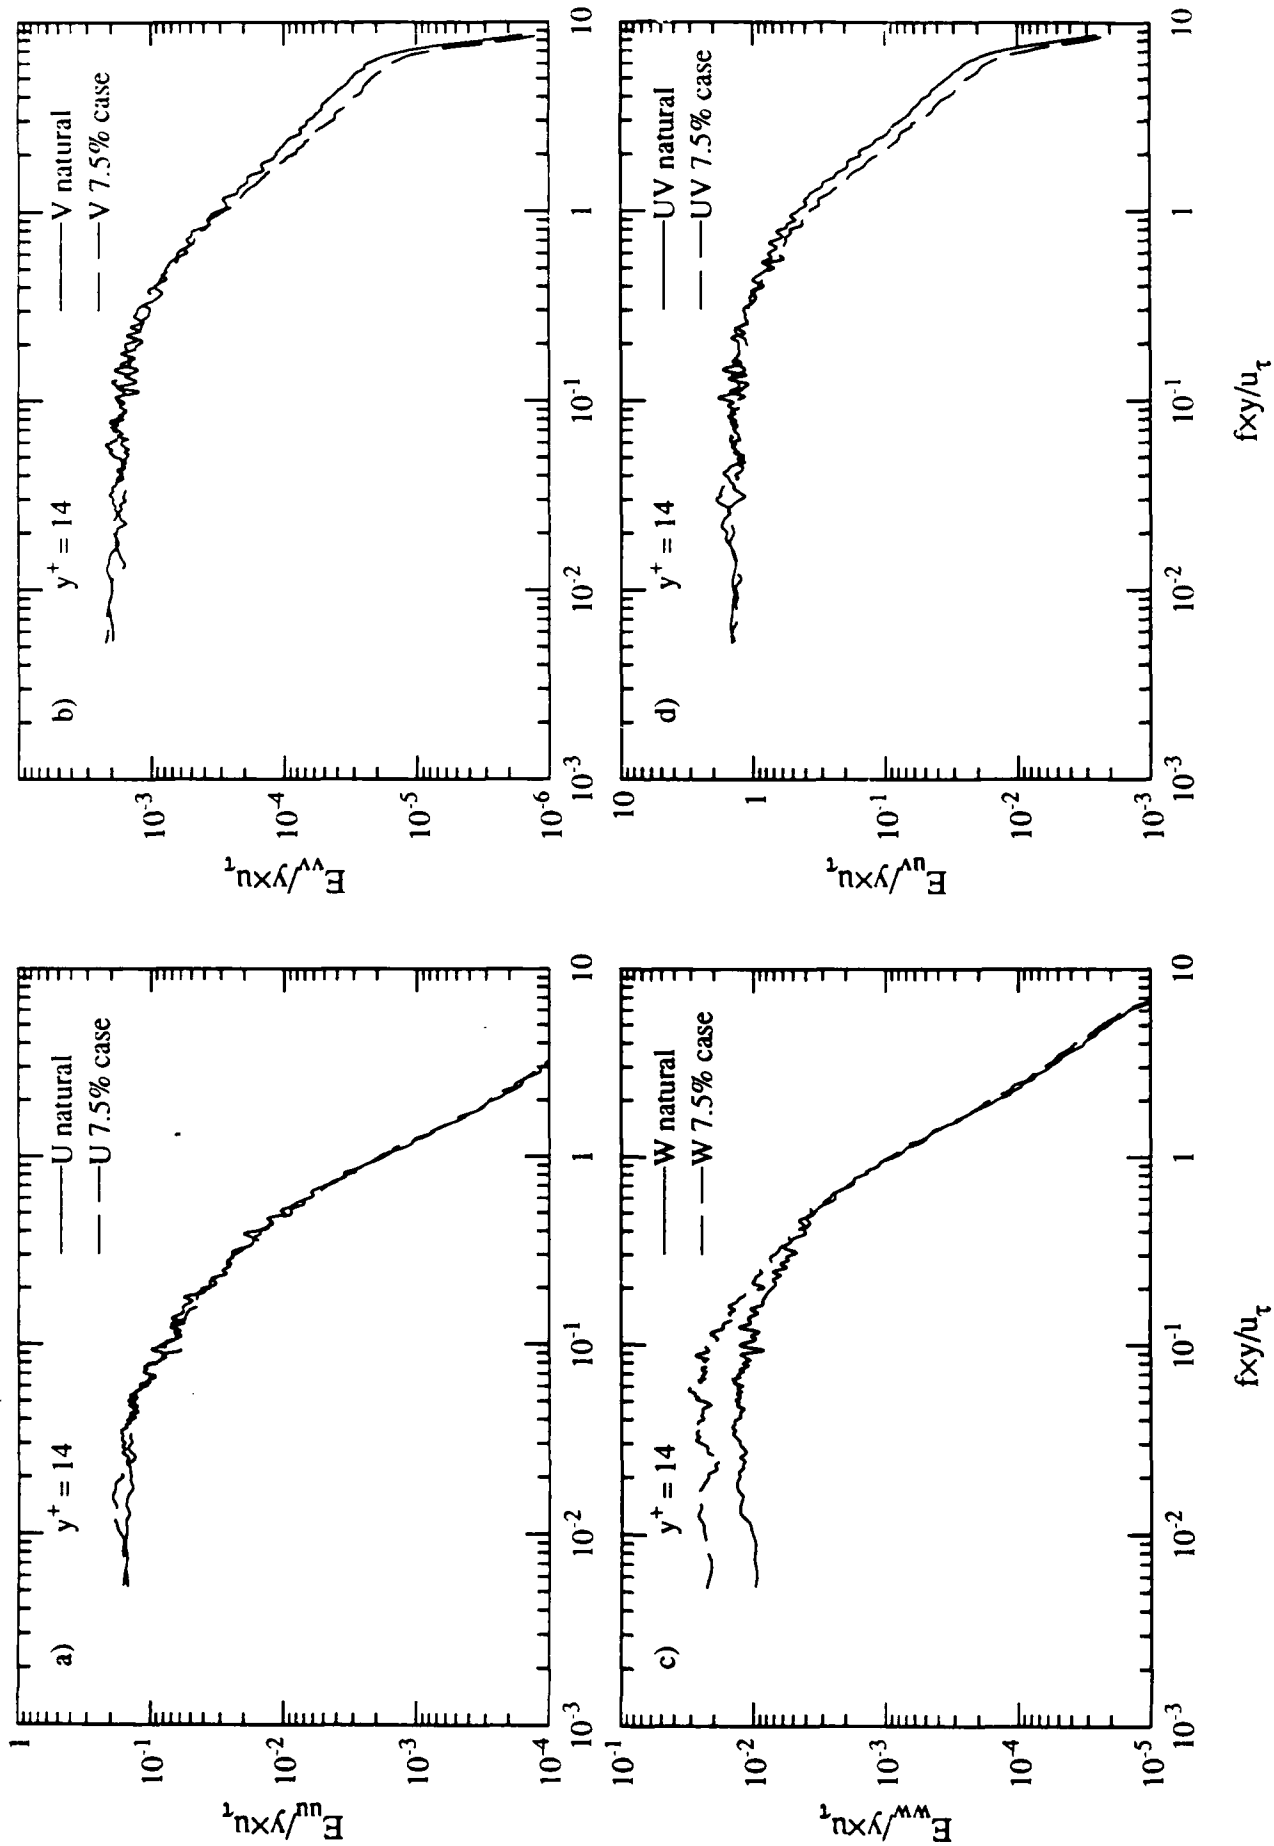 a)
y+ = 14
U natural
U 7.5% case
1
10-1
10-2
10-3
10-4
Euu/y×uτ
10-3
10-2
10-1
1
10
b)
y+ = 14
V natural
V 7.5% case
10-3
10-4
10-5
10-6
Evv/y×uτ
10-3
10-2
10-1
1
10
c)
y+ = 14
W natural
W 7.5% case
10-1
10-2
10-3
10-4
10-5
Eww/y×uτ
10-3
10-2
10-1
1
10
f×y/uτ
d)
y+ = 14
UV natural
UV 7.5% case
10
1
10-1
10-2
10-3
Euv/y×uτ
10-3
10-2
10-1
1
10
f×y/uτ